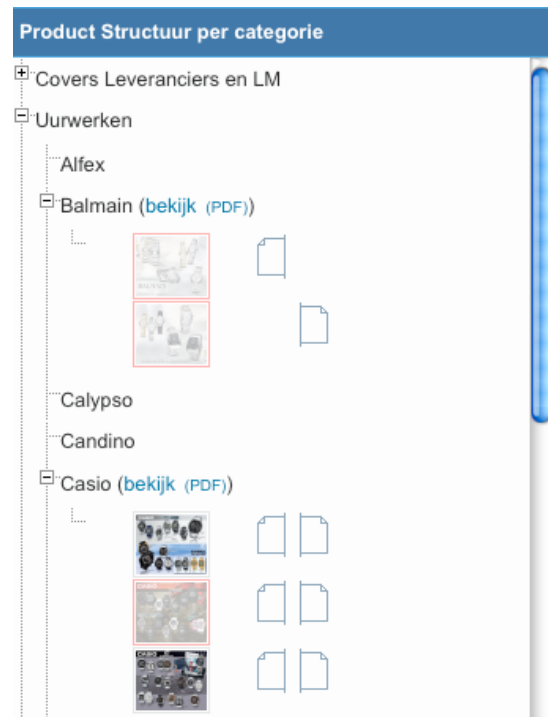 Product Structuur per categorie
Covers Leveranciers en LM
Uurwerken
Alfex
Balmain (bekijk (PDF))
Calypso
Candino
Casio (bekijk (PDF))